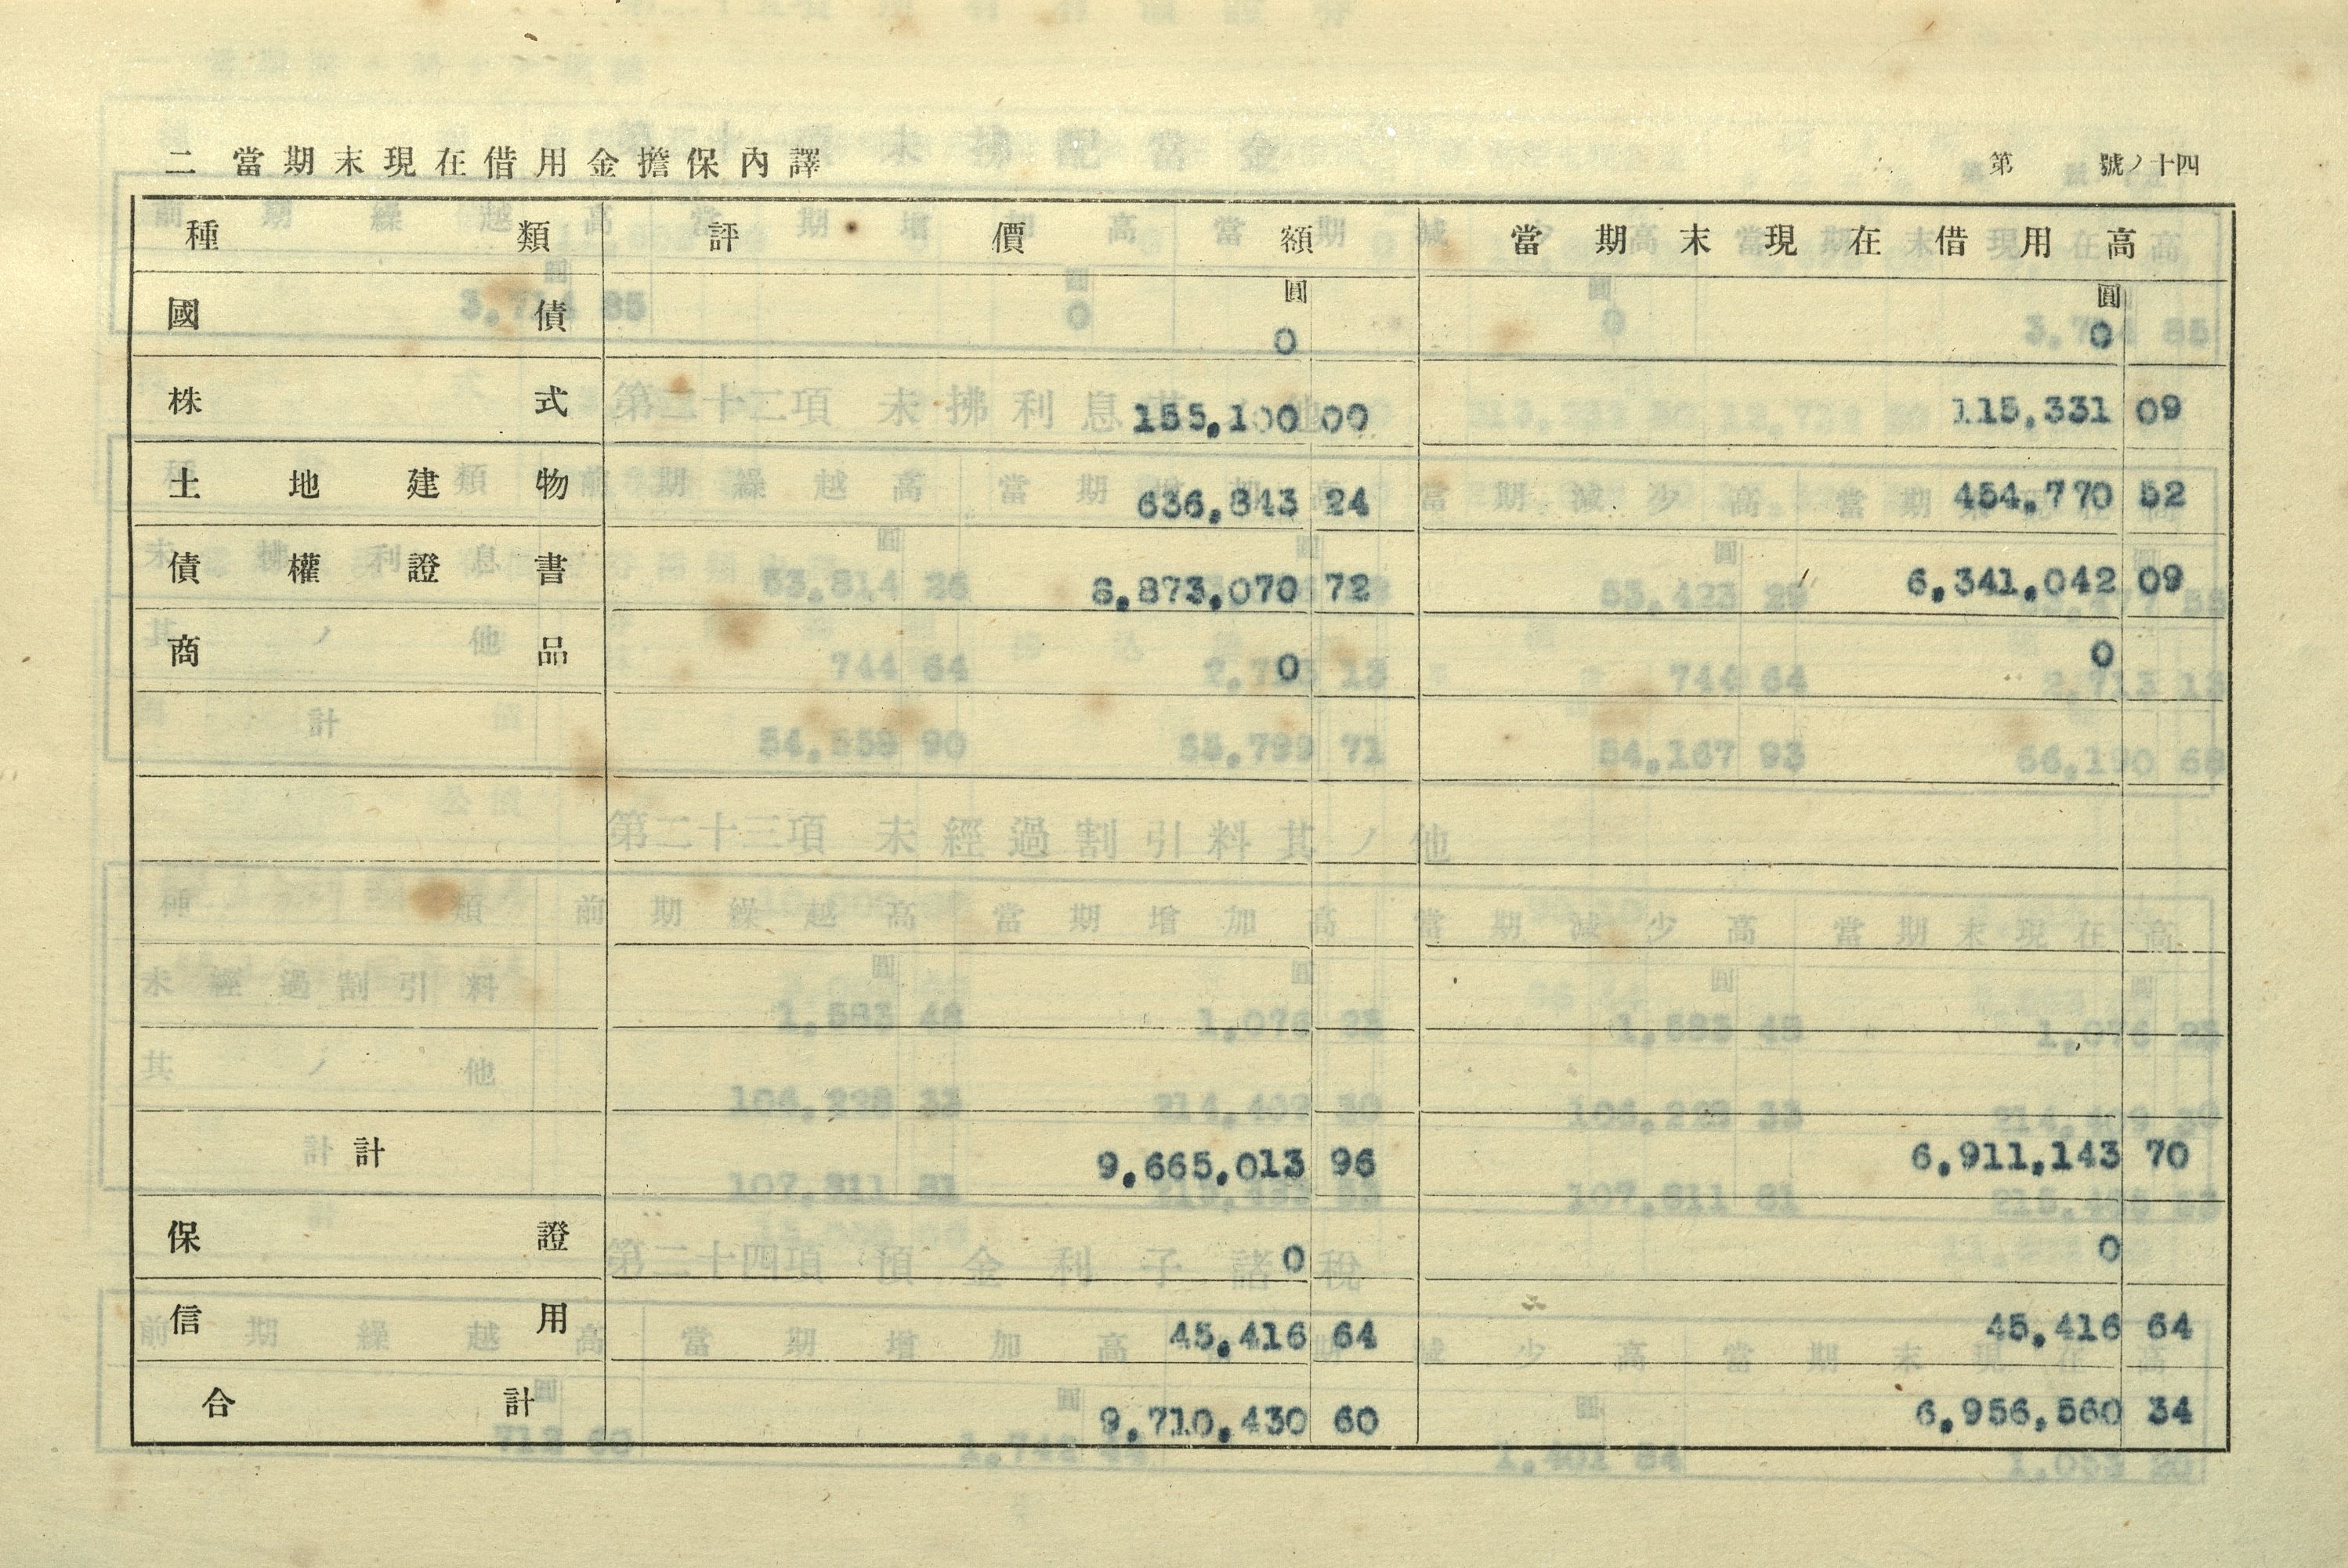 二 當期末現在借用金擔保內譯 第 號ノ十四
種類 評價額 當期末現在借用高
圓 圓
國債 0 0
株式 155,100 00 115,331 09
土地建物 636,843 24 454,770 52
債權證書 8,873,070 72 6,341,042 09
商品 0 0
計 9,665,013 96 6,911,143 70
保證 0 0
信用 45,416 64 45,416 64
合計 9,710,430 60 6,956,560 34